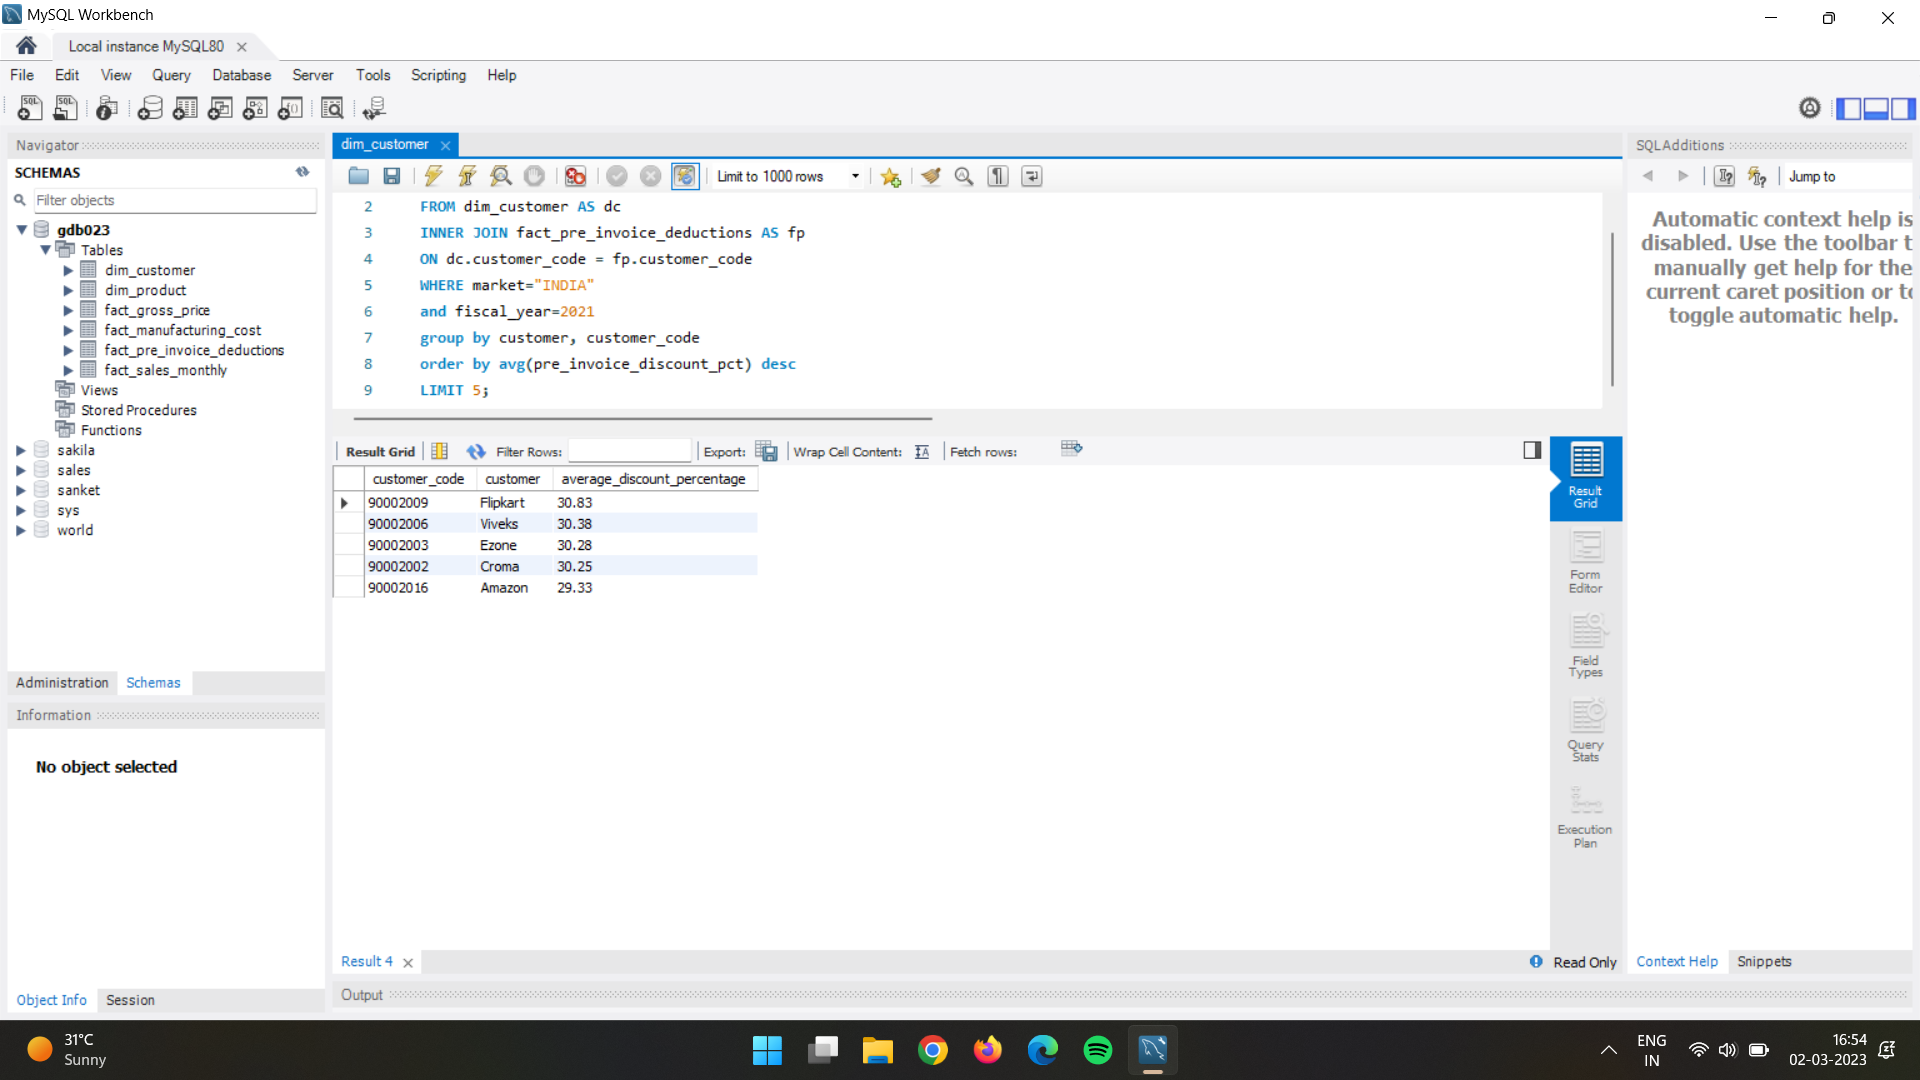 MySQL Workbench
Local instance MySQL80
File Edit View Query Database Server Tools Scripting Help
Navigator
SCHEMAS
Filter objects
gdb023
Tables
dim_customer
dim_product
fact_gross_price
fact_manufacturing_cost
fact_pre_invoice_deductions
fact_sales_monthly
Views
Stored Procedures
Functions
sakila
sales
sanket
sys
world
Administration Schemas
Information
No object selected
Object Info Session
dim_customer
Limit to 1000 rows
2 FROM dim_customer AS dc
3 INNER JOIN fact_pre_invoice_deductions AS fp
4 ON dc.customer_code = fp.customer_code
5 WHERE market="INDIA"
6 and fiscal_year=2021
7 group by customer, customer_code
8 order by avg(pre_invoice_discount_pct) desc
9 LIMIT 5;
Result Grid Filter Rows: Export: Wrap Cell Content: Fetch rows:
customer_code customer average_discount_percentage
90002009 Flipkart 30.83
90002006 Viveks 30.38
90002003 Ezone 30.28
90002002 Croma 30.25
90002016 Amazon 29.33
Result
Grid
Form
Editor
Field
Types
Query
Stats
Execution
Plan
Result 4
Read Only
Output
SQLAdditions
Jump to
Automatic context help is
disabled. Use the toolbar t
manually get help for the
current caret position or to
toggle automatic help.
Context Help Snippets
31°C
Sunny
ENG
IN
16:54
02-03-2023